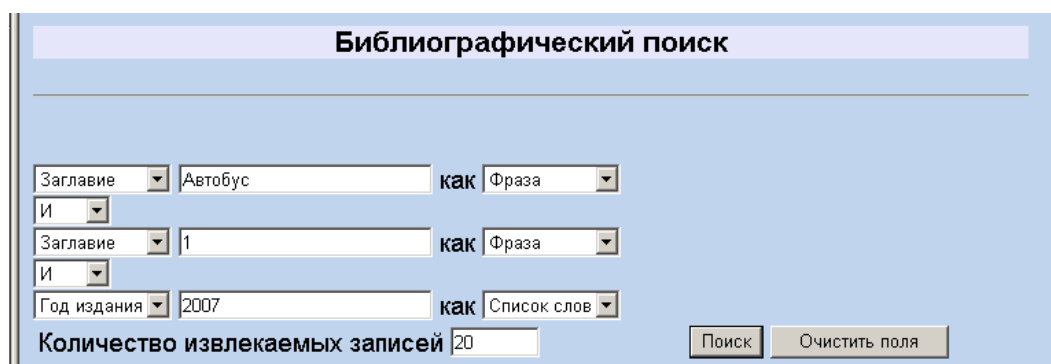 Библиографический поиск
Заглавие Автобус как Фраза
И
Заглавие 1 как Фраза
И
Год издания 2007 как Список слов
Количество извлекаемых записей 20 Поиск Очистить поля